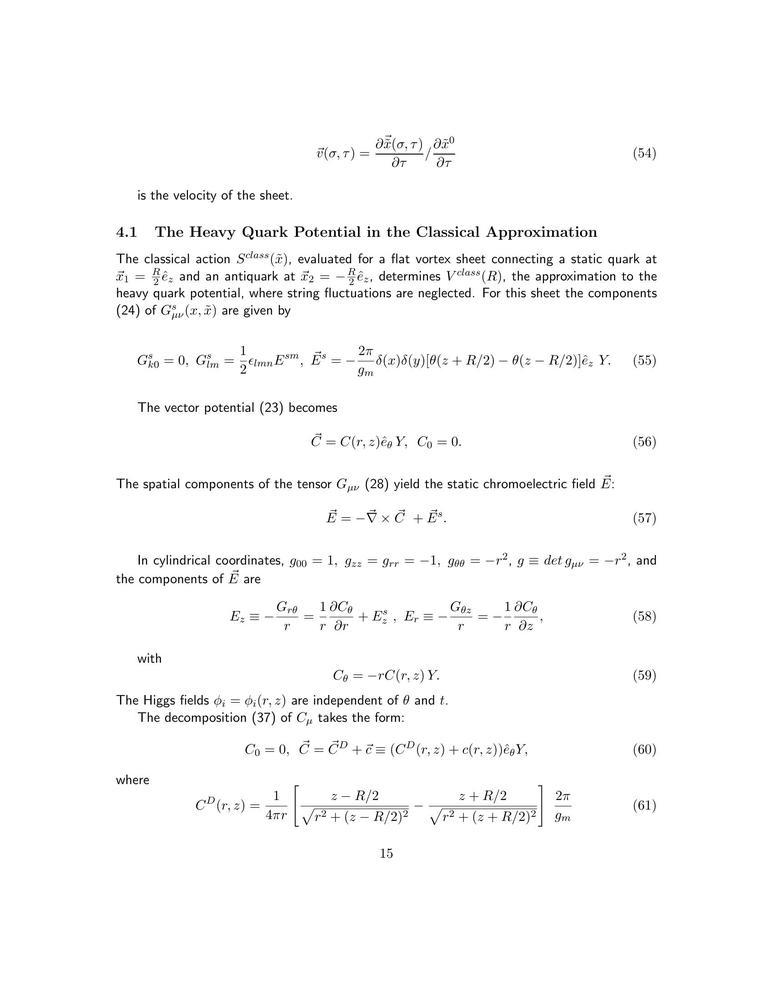 $\vec{v}(\sigma, \tau) = \frac{\partial \vec{\tilde{x}}(\sigma, \tau)}{\partial \tau} / \frac{\partial \tilde{x}^0}{\partial \tau}$ (54)
is the velocity of the sheet.
4.1 The Heavy Quark Potential in the Classical Approximation
The classical action $S^{class}(\tilde{x})$, evaluated for a flat vortex sheet connecting a static quark at
$\vec{x}_1 = \frac{R}{2}\hat{e}_z$ and an antiquark at $\vec{x}_2 = -\frac{R}{2}\hat{e}_z$, determines $V^{class}(R)$, the approximation to the
heavy quark potential, where string fluctuations are neglected. For this sheet the components
(24) of $G^s_{\mu\nu}(x, \tilde{x})$ are given by
$G^s_{k0} = 0, \; G^s_{lm} = \frac{1}{2}\epsilon_{lmn}E^{sm}, \; \vec{E}^s = -\frac{2\pi}{g_m}\delta(x)\delta(y)[\theta(z + R/2) - \theta(z - R/2)]\hat{e}_z \; Y.$ (55)
The vector potential (23) becomes
$\vec{C} = C(r, z)\hat{e}_\theta \, Y, \; C_0 = 0.$ (56)
The spatial components of the tensor $G_{\mu\nu}$ (28) yield the static chromoelectric field $\vec{E}$:
$\vec{E} = -\vec{\nabla} \times \vec{C} \; + \vec{E}^s.$ (57)
In cylindrical coordinates, $g_{00} = 1, \; g_{zz} = g_{rr} = -1, \; g_{\theta\theta} = -r^2, \; g \equiv det \, g_{\mu\nu} = -r^2$, and
the components of $\vec{E}$ are
$E_z \equiv -\frac{G_{r\theta}}{r} = \frac{1}{r}\frac{\partial C_\theta}{\partial r} + E^s_z \; , \; E_r \equiv -\frac{G_{\theta z}}{r} = -\frac{1}{r}\frac{\partial C_\theta}{\partial z},$ (58)
with
$C_\theta = -rC(r, z) \, Y.$ (59)
The Higgs fields $\phi_i = \phi_i(r, z)$ are independent of $\theta$ and $t$.
The decomposition (37) of $C_\mu$ takes the form:
$C_0 = 0, \; \vec{C} = \vec{C}^D + \vec{c} \equiv (C^D(r, z) + c(r, z))\hat{e}_\theta Y,$ (60)
where
$C^D(r, z) = \frac{1}{4\pi r} \left[ \frac{z - R/2}{\sqrt{r^2 + (z - R/2)^2}} - \frac{z + R/2}{\sqrt{r^2 + (z + R/2)^2}} \right] \frac{2\pi}{g_m}$ (61)
15